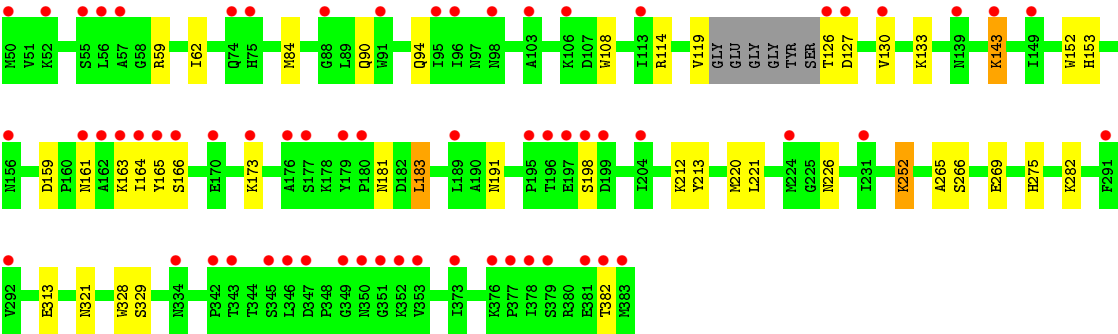 M50 V51 K52 S55 L56 A57 G58 R59 I62 Q74 H75 M84 G88 L89 Q90 W91 Q94 I95 I96 N97 N98 A103 K106 D107 W108 I113 R114 V119 GLY GLU GLY GLY TYR SER T126 D127 V130 K133 N139 K143 I149 W152 H153
N156 D159 P160 N161 A162 K163 I164 Y165 S166 E170 K173 A176 S177 K178 Y179 P180 N181 D182 L183 L189 A190 N191 P195 T196 E197 S198 D199 I204 K212 Y213 M220 L221 M224 G225 N226 I231 K252 A265 S266 E269 H275 K282 F291
V292 E313 N321 W328 S329 N334 P342 T343 T344 S345 L346 D347 P348 G349 N350 G351 K352 V353 I373 K376 P377 I378 S379 R380 E381 T382 M383